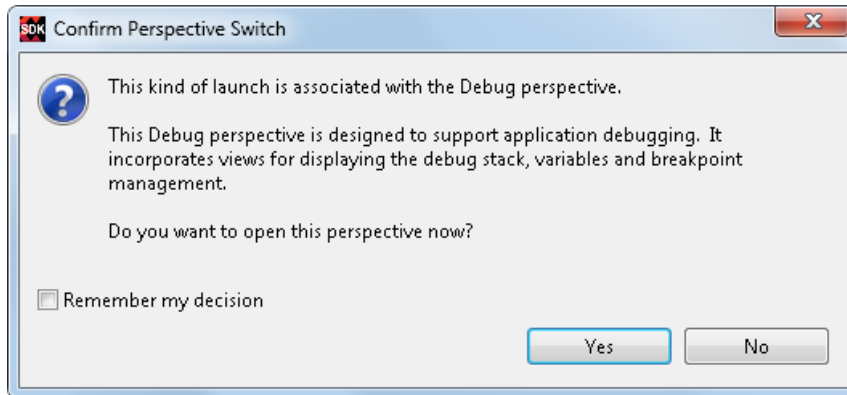 SDK Confirm Perspective Switch
This kind of launch is associated with the Debug perspective.
This Debug perspective is designed to support application debugging. It
incorporates views for displaying the debug stack, variables and breakpoint
management.
Do you want to open this perspective now?
Remember my decision
Yes No